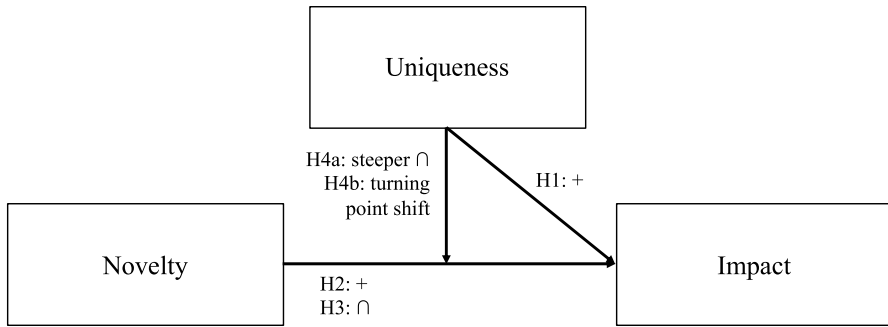 Uniqueness
H4a: steeper ∩
H4b: turning
point shift
H1: +
Novelty
Impact
H2: +
H3: ∩